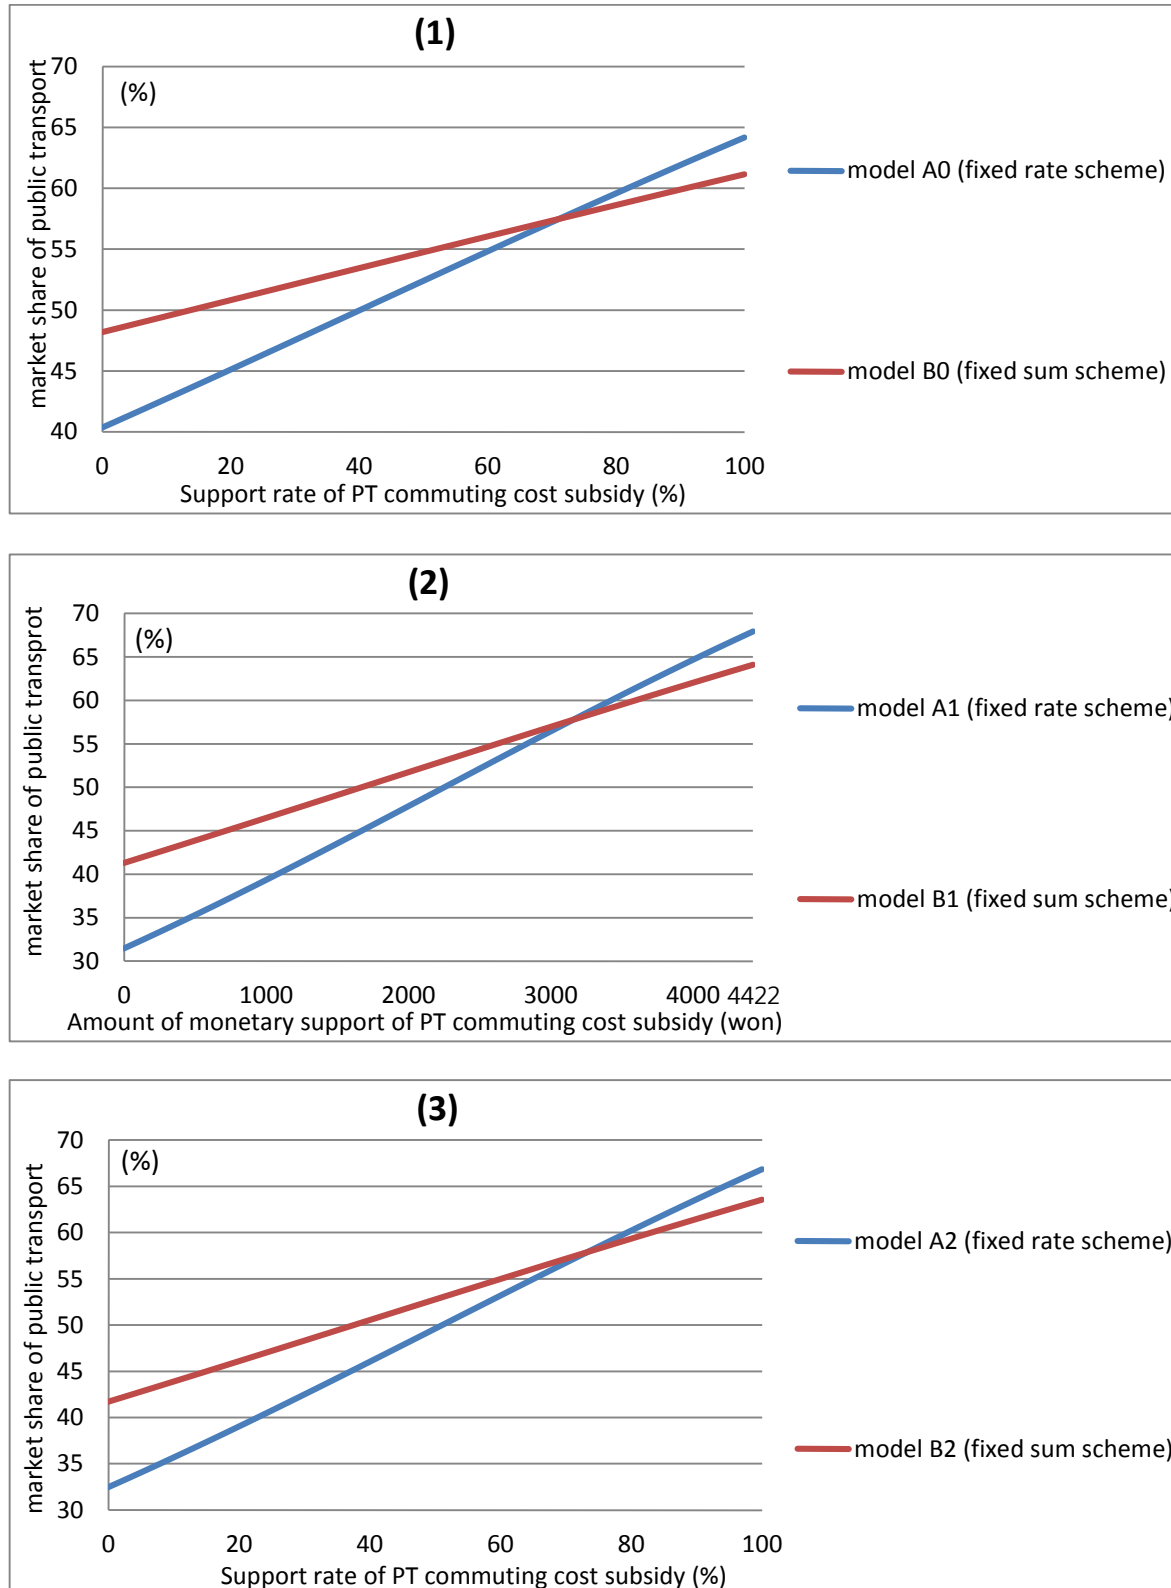 (1)
70
(%)
65
60
55
50
45
40
market share of public transport
0 20 40 60 80 100
Support rate of PT commuting cost subsidy (%)
model A0 (fixed rate scheme)
model B0 (fixed sum scheme)
(2)
70
(%)
65
60
55
50
45
40
35
30
market share of public transprot
0 1000 2000 3000 4000 4422
Amount of monetary support of PT commuting cost subsidy (won)
model A1 (fixed rate scheme)
model B1 (fixed sum scheme)
(3)
70
(%)
65
60
55
50
45
40
35
30
market share of public transport
0 20 40 60 80 100
Support rate of PT commuting cost subsidy (%)
model A2 (fixed rate scheme)
model B2 (fixed sum scheme)